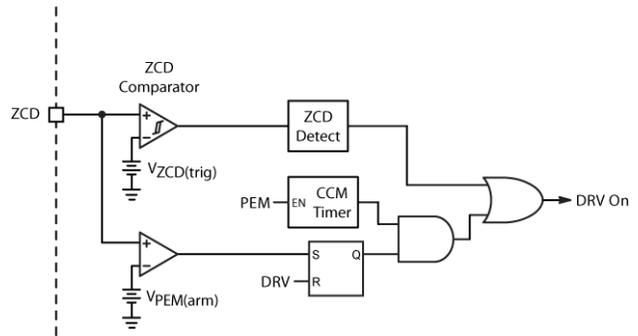 ZCD
Comparator
ZCD
+
−
ZCD
Detect
VZCD(trig)
PEM
EN
CCM
Timer
DRV On
+
−
S
Q
DRV
R
VPEM(arm)